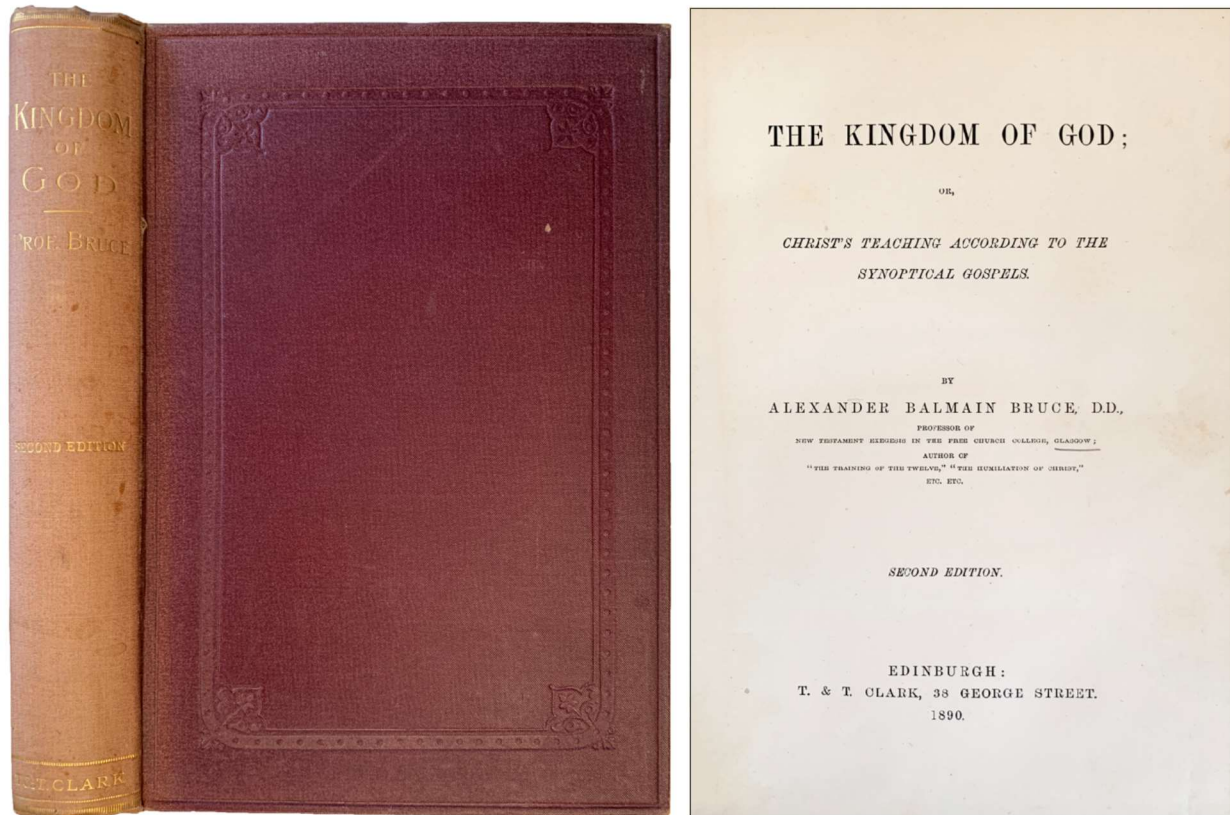 THE
KINGDOM
OF
GOD
ROF. BRUCE
SECOND EDITION
T. CLARK
THE KINGDOM OF GOD;
OR,
CHRIST'S TEACHING ACCORDING TO THE
SYNOPTICAL GOSPELS.
BY
ALEXANDER BALMAIN BRUCE, D.D.,
PROFESSOR OF
NEW TESTAMENT EXEGESIS IN THE FREE CHURCH COLLEGE, GLASGOW;
AUTHOR OF
"THE TRAINING OF THE TWELVE," "THE HUMILIATION OF CHRIST,"
ETC. ETC.
SECOND EDITION.
EDINBURGH:
T. & T. CLARK, 38 GEORGE STREET.
1890.